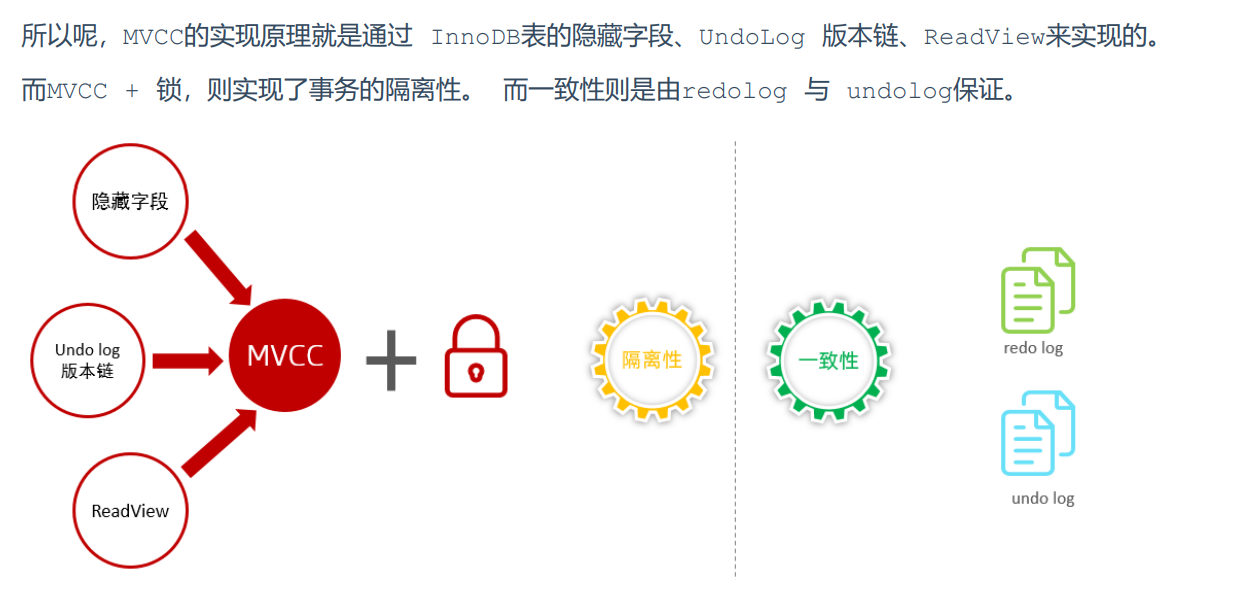 所以呢，MVCC的实现原理就是通过 InnoDB表的隐藏字段、UndoLog 版本链、ReadView来实现的。
而MVCC + 锁，则实现了事务的隔离性。 而一致性则是由redolog 与 undolog保证。
隐藏字段
Undo log
版本链
ReadView
MVCC
隔离性
一致性
redo log
undo log